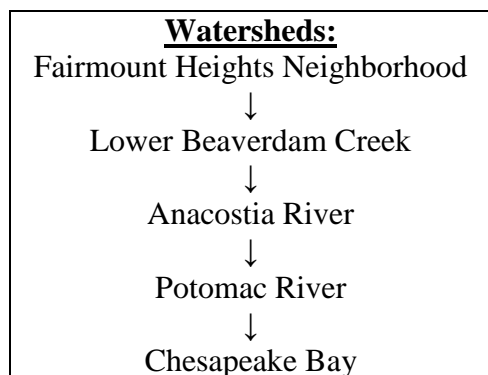 Watersheds:
Fairmount Heights Neighborhood
↓
Lower Beaverdam Creek
↓
Anacostia River
↓
Potomac River
↓
Chesapeake Bay